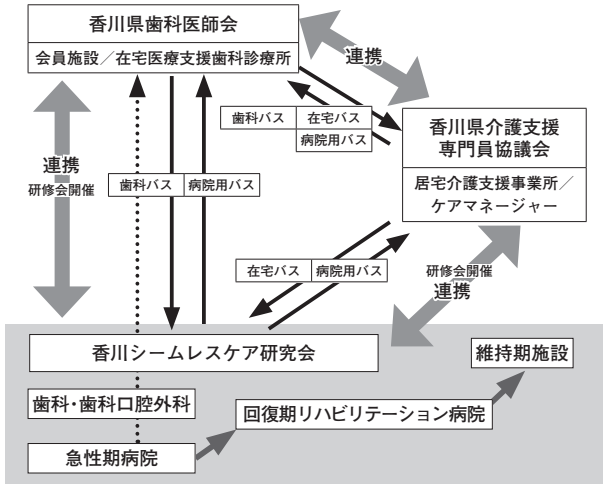 香川県歯科医師会
会員施設／在宅医療支援歯科診療所
連携
歯科パス
在宅パス
病院用パス
香川県介護支援
専門員協議会
居宅介護支援事業所／
ケアマネージャー
連携
研修会開催
歯科パス
病院用パス
在宅パス
病院用パス
研修会開催
連携
香川シームレスケア研究会
維持期施設
歯科・歯科口腔外科
回復期リハビリテーション病院
急性期病院